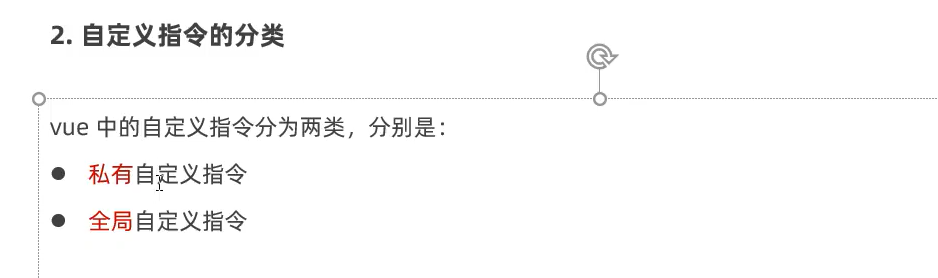 2. 自定义指令的分类
vue 中的自定义指令分为两类，分别是：
● 私有自定义指令
● 全局自定义指令